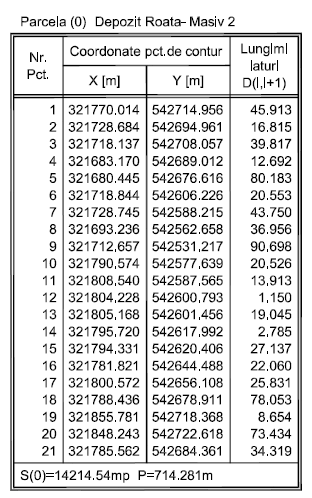 Parcela (0) Depozit Roata- Masiv 2
Nr. Pct. Coordonate pct.de contur Lungimi laturi D(i,i+1)
X [m] Y [m]
1 321770.014 542714.956 45.913
2 321728.684 542694.961 16.815
3 321718.137 542708.057 39.817
4 321683.170 542689.012 12.692
5 321680.445 542676.616 80.183
6 321718.844 542606.226 20.553
7 321728.745 542588.215 43.750
8 321693.236 542562.658 36.956
9 321712.657 542531.217 90.698
10 321790.574 542577.639 20.526
11 321808.540 542587.565 13.913
12 321804.228 542600.793 1.150
13 321805.168 542601.456 19.045
14 321795.720 542617.992 2.785
15 321794.331 542620.406 27.137
16 321781.821 542644.488 22.060
17 321800.572 542656.108 25.831
18 321788.436 542678.911 78.053
19 321855.781 542718.368 8.654
20 321848.243 542722.618 73.434
21 321785.562 542684.361 34.319
S(0)=14214.54mp P=714.281m